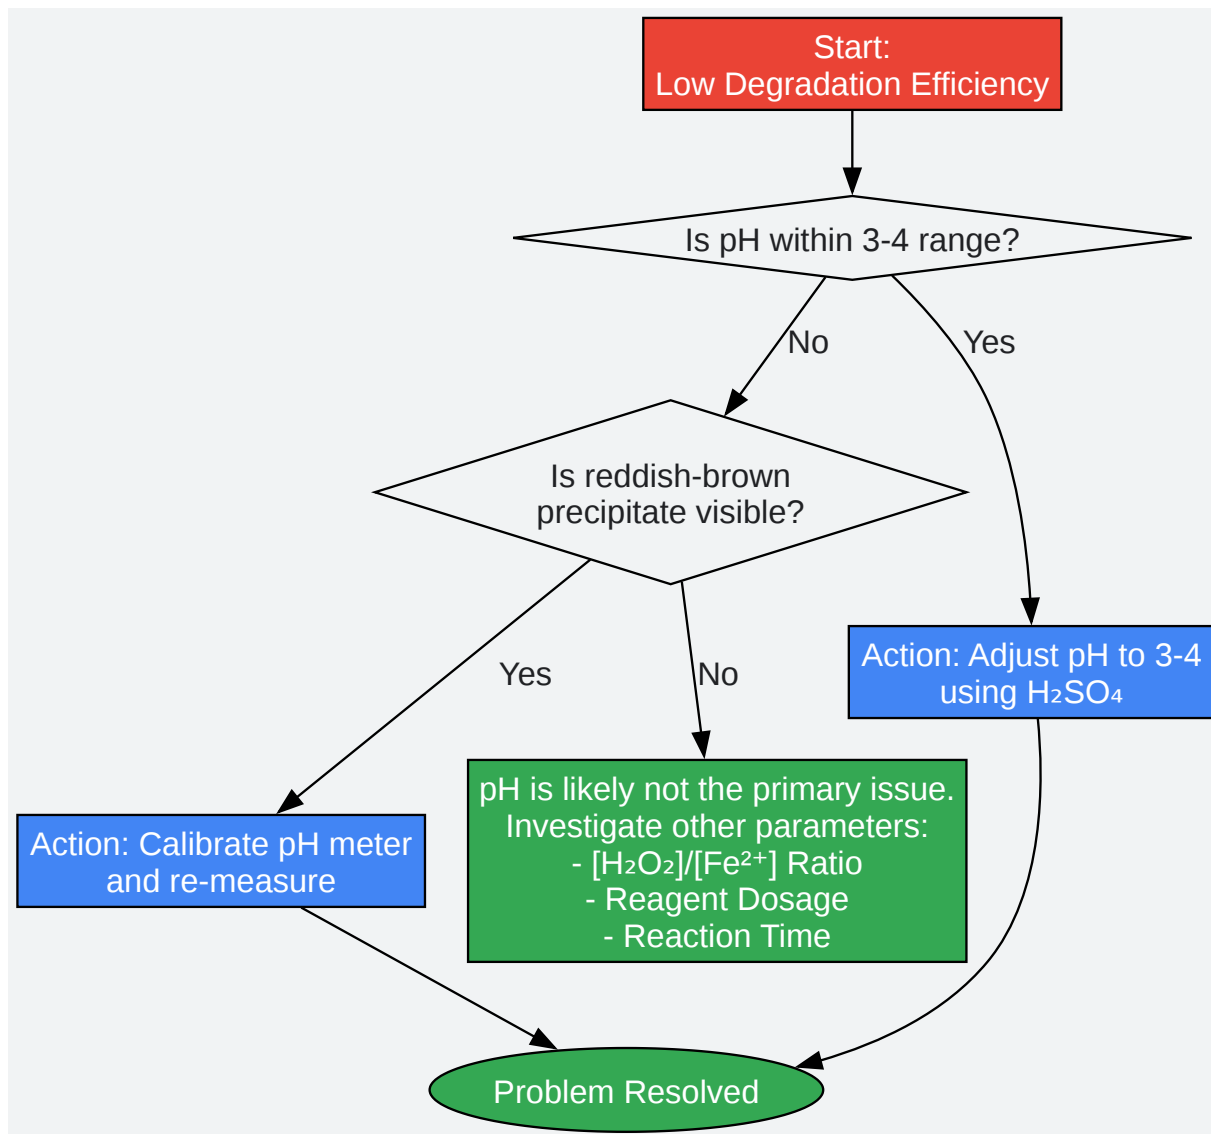 Start:
Low Degradation Efficiency
Is pH within 3-4 range?
No
Yes
Is reddish-brown
precipitate visible?
Yes
No
Action: Adjust pH to 3-4
using H₂SO₄
pH is likely not the primary issue.
Investigate other parameters:
- [H₂O₂]/[Fe²⁺] Ratio
- Reagent Dosage
- Reaction Time
Action: Calibrate pH meter
and re-measure
Problem Resolved